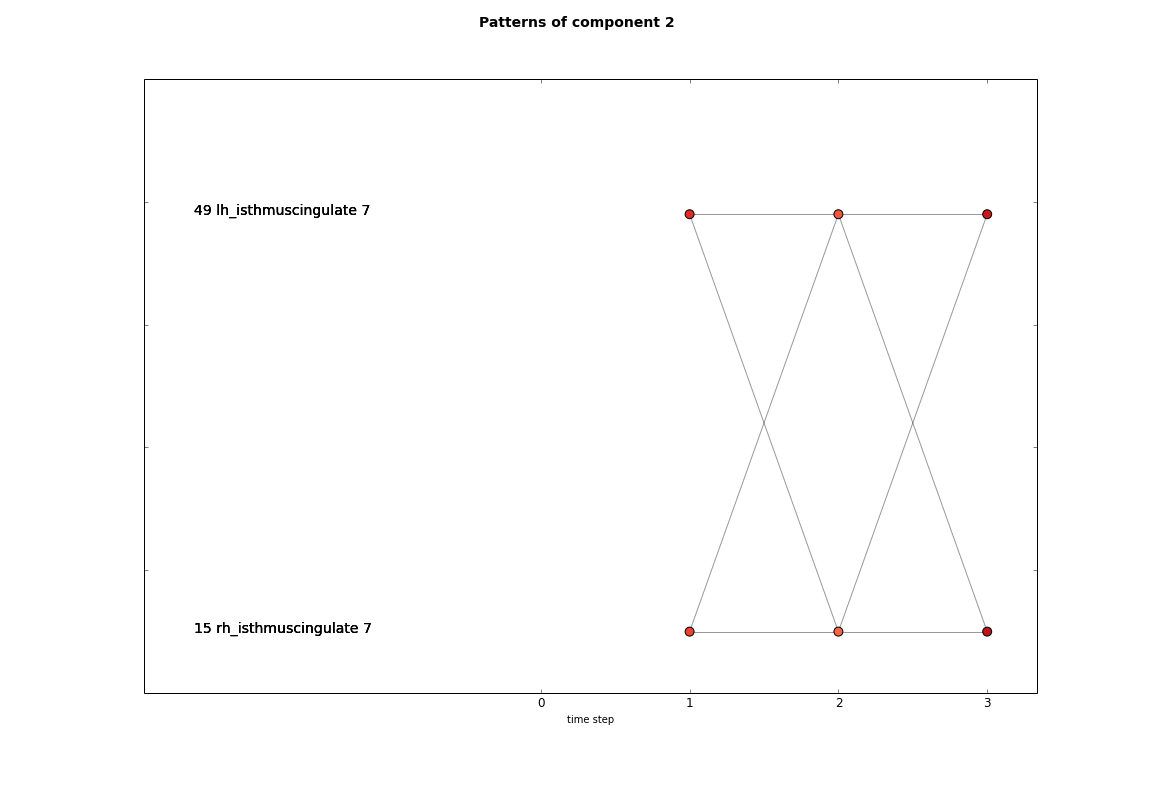 Patterns of component 2
49 lh_isthmuscingulate 7
15 rh_isthmuscingulate 7
0 1 2 3
time step